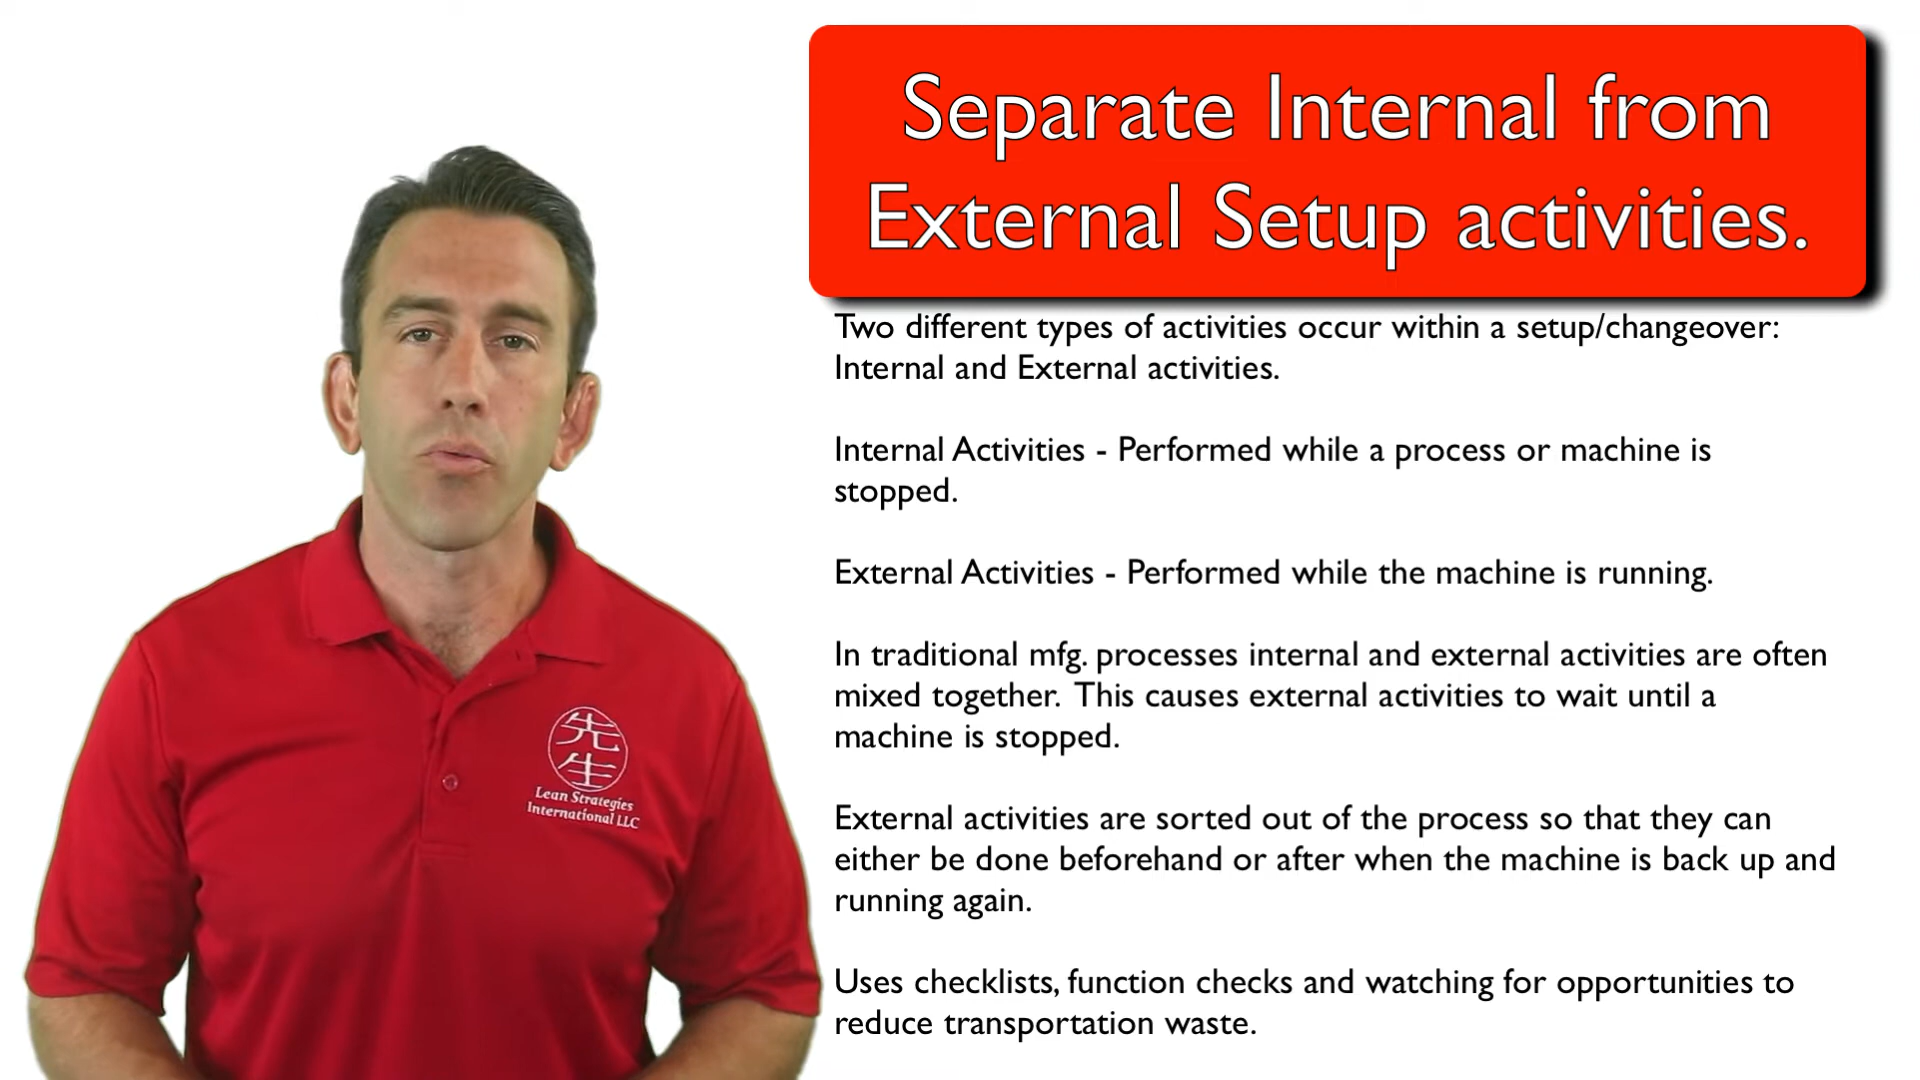 Separate Internal from
External Setup activities.
Two different types of activities occur within a setup/changeover:
Internal and External activities.
Internal Activities - Performed while a process or machine is
stopped.
External Activities - Performed while the machine is running.
In traditional mfg. processes internal and external activities are often
mixed together. This causes external activities to wait until a
machine is stopped.
External activities are sorted out of the process so that they can
either be done beforehand or after when the machine is back up and
running again.
Uses checklists, function checks and watching for opportunities to
reduce transportation waste.
先
生
Lean Strategies
International LLC